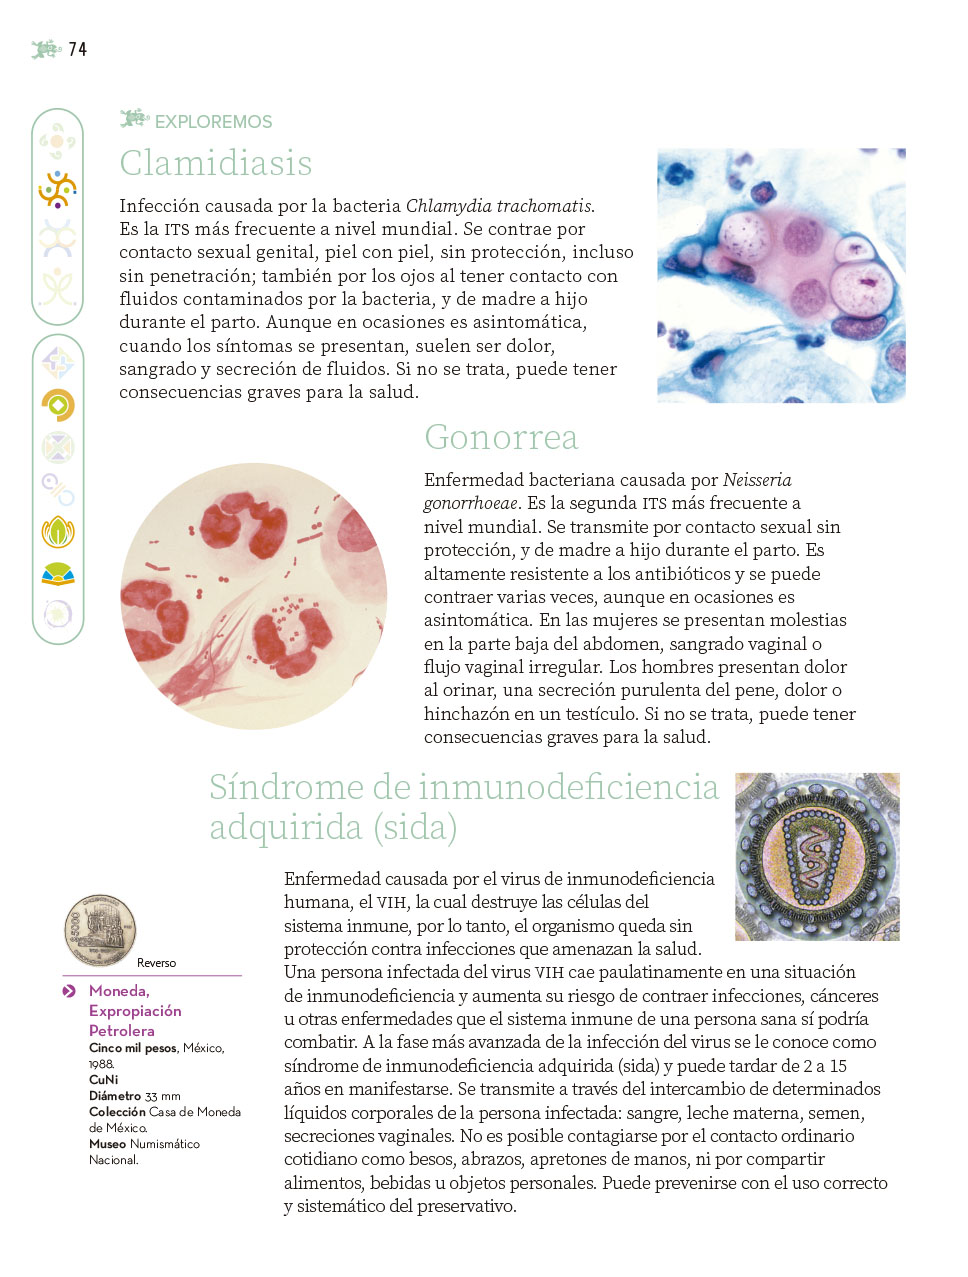 74
EXPLOREMOS
Clamidiasis
Infección causada por la bacteria Chlamydia trachomatis.
Es la ITS más frecuente a nivel mundial. Se contrae por
contacto sexual genital, piel con piel, sin protección, incluso
sin penetración; también por los ojos al tener contacto con
fluidos contaminados por la bacteria, y de madre a hijo
durante el parto. Aunque en ocasiones es asintomática,
cuando los síntomas se presentan, suelen ser dolor,
sangrado y secreción de fluidos. Si no se trata, puede tener
consecuencias graves para la salud.
Gonorrea
Enfermedad bacteriana causada por Neisseria
gonorrhoeae. Es la segunda ITS más frecuente a
nivel mundial. Se transmite por contacto sexual sin
protección, y de madre a hijo durante el parto. Es
altamente resistente a los antibióticos y se puede
contraer varias veces, aunque en ocasiones es
asintomática. En las mujeres se presentan molestias
en la parte baja del abdomen, sangrado vaginal o
flujo vaginal irregular. Los hombres presentan dolor
al orinar, una secreción purulenta del pene, dolor o
hinchazón en un testículo. Si no se trata, puede tener
consecuencias graves para la salud.
Síndrome de inmunodeficiencia
adquirida (sida)
Enfermedad causada por el virus de inmunodeficiencia
humana, el VIH, la cual destruye las células del
sistema inmune, por lo tanto, el organismo queda sin
protección contra infecciones que amenazan la salud.
Una persona infectada del virus VIH cae paulatinamente en una situación
de inmunodeficiencia y aumenta su riesgo de contraer infecciones, cánceres
u otras enfermedades que el sistema inmune de una persona sana sí podría
combatir. A la fase más avanzada de la infección del virus se le conoce como
síndrome de inmunodeficiencia adquirida (sida) y puede tardar de 2 a 15
años en manifestarse. Se transmite a través del intercambio de determinados
líquidos corporales de la persona infectada: sangre, leche materna, semen,
secreciones vaginales. No es posible contagiarse por el contacto ordinario
cotidiano como besos, abrazos, apretones de manos, ni por compartir
alimentos, bebidas u objetos personales. Puede prevenirse con el uso correcto
y sistemático del preservativo.
5000
Reverso
Moneda,
Expropiación
Petrolera
Cinco mil pesos, México,
1988.
CuNi
Diámetro 33 mm
Colección Casa de Moneda
de México.
Museo Numismático
Nacional.